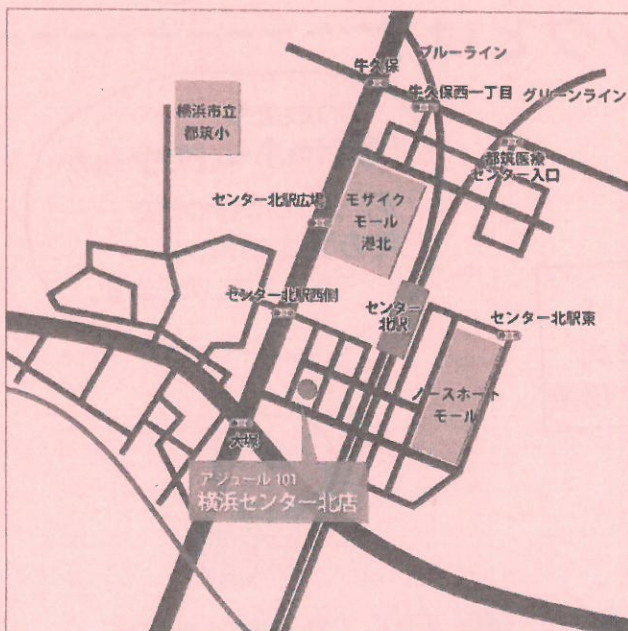 ブルーライン
牛久保
牛久保西一丁目
グリーンライン
横浜市立
都筑小
都筑医療
センター入口
センター北駅広場
モザイク
モール
港北
センター北駅西側
センター
北駅
センター北駅東
ノースポート
モール
大塚
アジュール 101
横浜センター北店